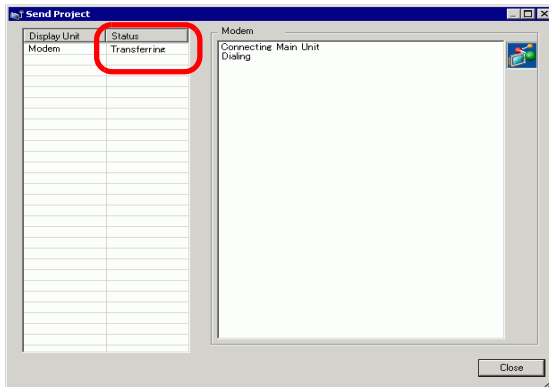 Send Project
Display Unit Status
Modem Transferring
Modem
Connecting Main Unit
Dialing
Close